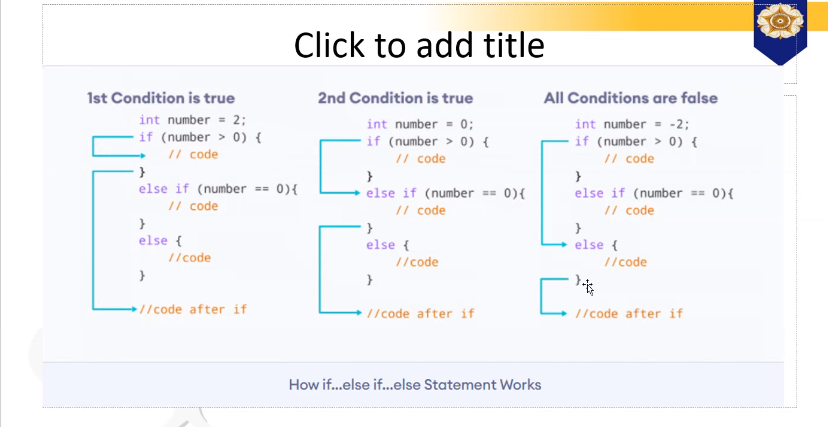 Click to add title
1st Condition is true
int number = 2;
if (number > 0) {
// code
}
else if (number == 0){
// code
}
else {
//code
}
//code after if
2nd Condition is true
int number = 0;
if (number > 0) {
// code
}
else if (number == 0){
// code
}
else {
//code
}
//code after if
All Conditions are false
int number = -2;
if (number > 0) {
// code
}
else if (number == 0){
// code
}
else {
//code
}
//code after if
How if...else if...else Statement Works